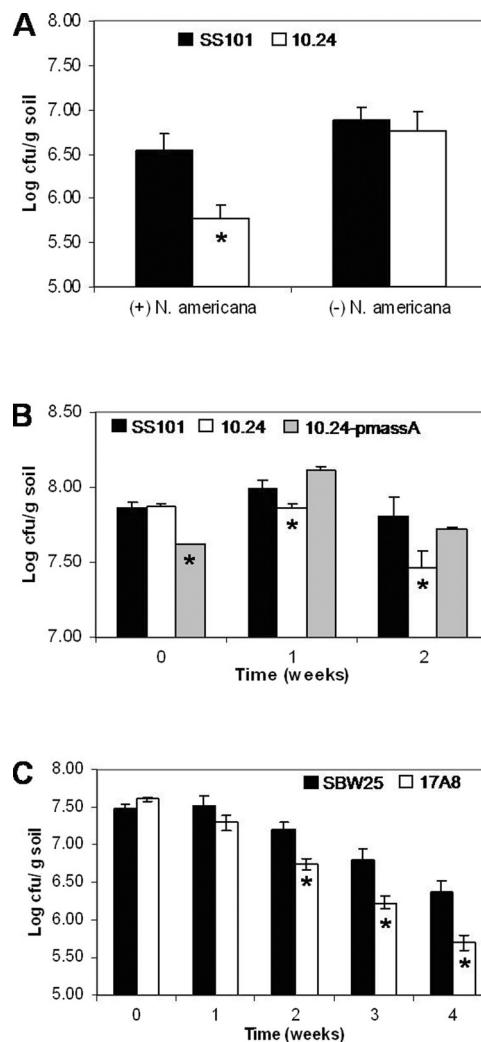 A
SS101 10.24
8.00
7.50
7.00
6.50
6.00
5.50
5.00
Log cfu/g soil
*
(+) N. americana (-) N. americana
B
SS101 10.24 10.24-pmassA
8.50
8.00
7.50
7.00
Log cfu/g soil
* * *
0 1 2
Time (weeks)
C
SBW25 17A8
8.00
7.50
7.00
6.50
6.00
5.50
5.00
Log cfu/ g soil
* * *
0 1 2 3 4
Time (weeks)